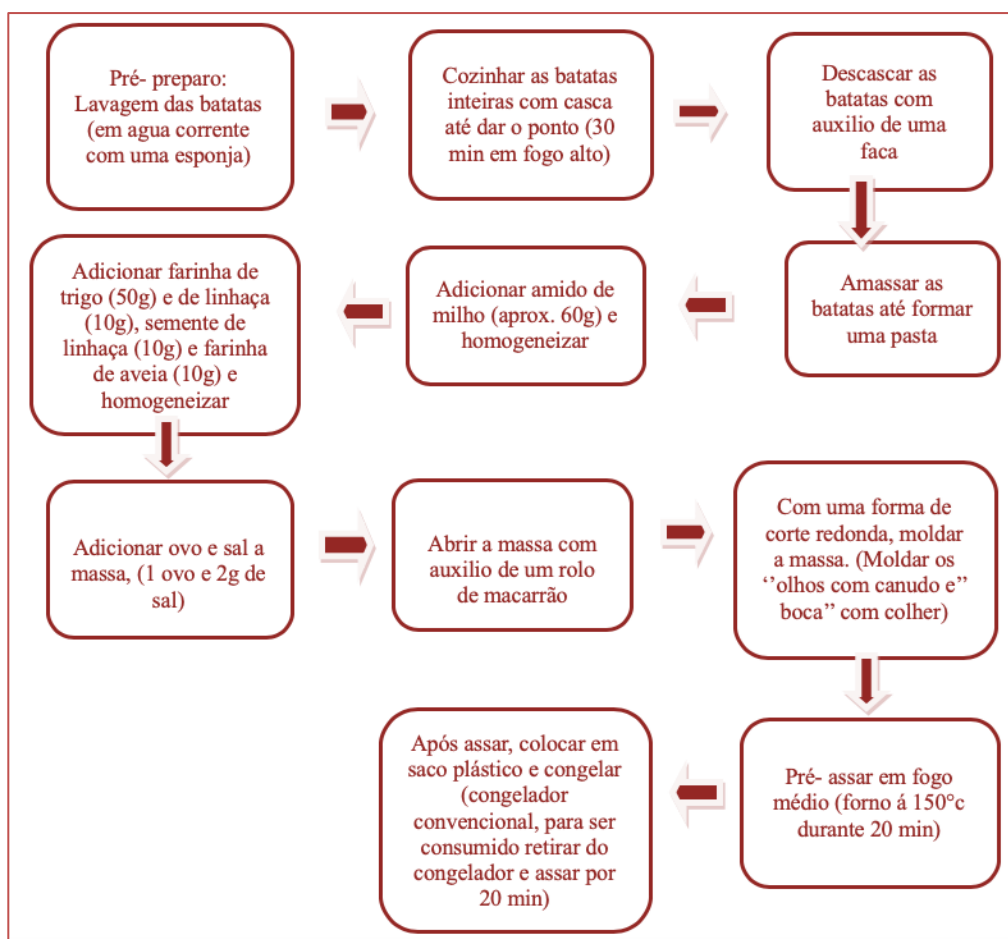 Pré- preparo:
Lavagem das batatas
(em agua corrente
com uma esponja)
Cozinhar as batatas
inteiras com casca
até dar o ponto (30
min em fogo alto)
Descascar as
batatas com
auxilio de uma
faca
Amassar as
batatas até formar
uma pasta
Adicionar amido de
milho (aprox. 60g) e
homogeneizar
Adicionar farinha de
trigo (50g) e de linhaça
(10g), semente de
linhaça (10g) e farinha
de aveia (10g) e
homogeneizar
Adicionar ovo e sal a
massa, (1 ovo e 2g de
sal)
Abrir a massa com
auxilio de um rolo
de macarrão
Com uma forma de
corte redonda, moldar
a massa. (Moldar os
‘’olhos com canudo e”
boca” com colher)
Pré- assar em fogo
médio (forno á 150°c
durante 20 min)
Após assar, colocar em
saco plástico e congelar
(congelador
convencional, para ser
consumido retirar do
congelador e assar por
20 min)